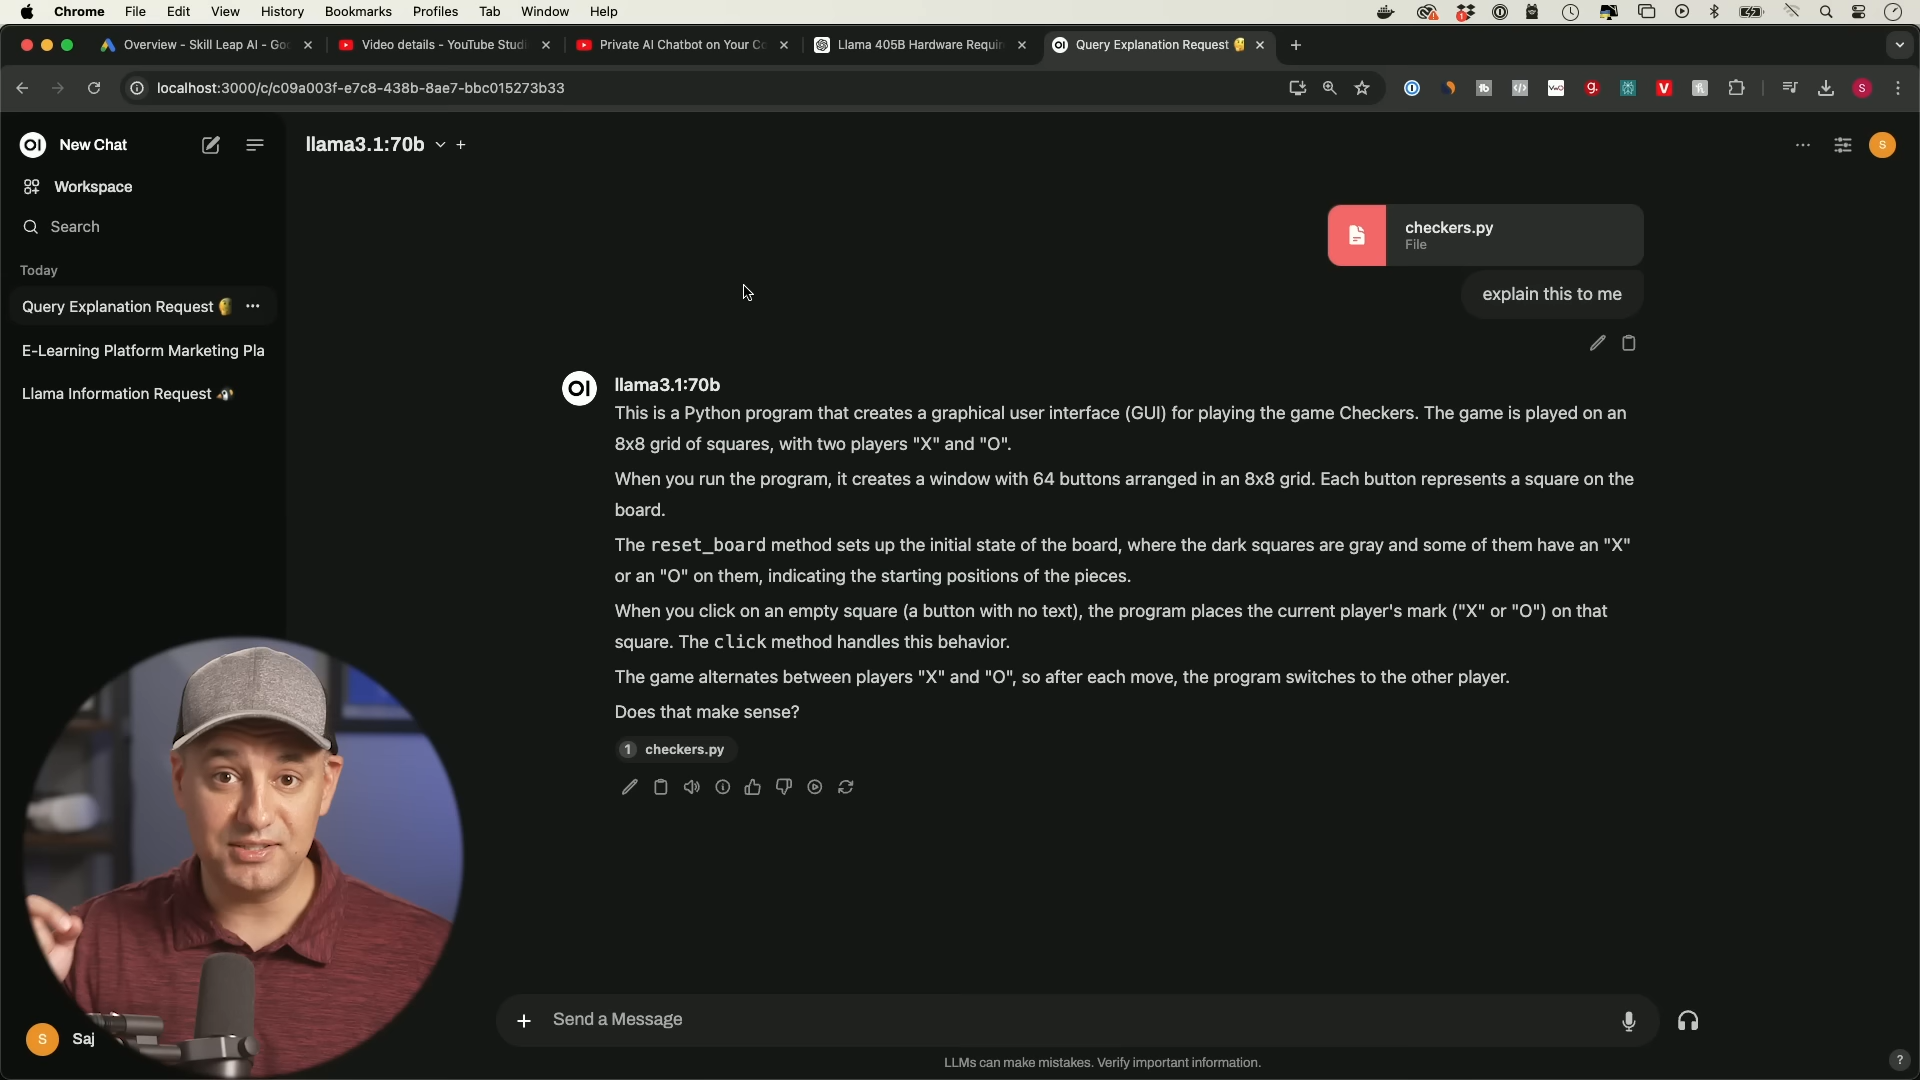 Chrome File Edit View History Bookmarks Profiles Tab Window Help
Overview - Skill Leap AI - Goo
Video details - YouTube Studi
Private AI Chatbot on Your Co
Llama 405B Hardware Requir
Query Explanation Request
localhost:3000/c/c09a003f-e7c8-438b-8ae7-bbc015273b33
S
OI New Chat
Workspace
Search
Today
Query Explanation Request
E-Learning Platform Marketing Pla
Llama Information Request
S Saj
llama3.1:70b
S
checkers.py
File
explain this to me
OI llama3.1:70b
This is a Python program that creates a graphical user interface (GUI) for playing the game Checkers. The game is played on an
8x8 grid of squares, with two players "X" and "O".
When you run the program, it creates a window with 64 buttons arranged in an 8x8 grid. Each button represents a square on the
board.
The reset_board method sets up the initial state of the board, where the dark squares are gray and some of them have an "X"
or an "O" on them, indicating the starting positions of the pieces.
When you click on an empty square (a button with no text), the program places the current player's mark ("X" or "O") on that
square. The click method handles this behavior.
The game alternates between players "X" and "O", so after each move, the program switches to the other player.
Does that make sense?
1 checkers.py
Send a Message
LLMs can make mistakes. Verify important information.
?